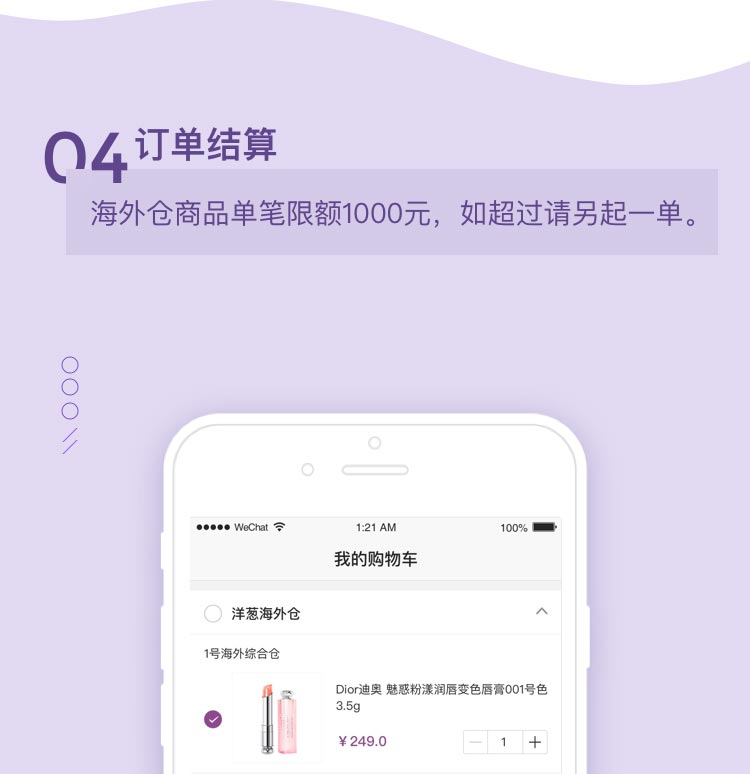 04 订单结算
海外仓商品单笔限额1000元，如超过请另起一单。
WeChat 1:21 AM 100%
我的购物车
洋葱海外仓
1号海外综合仓
Dior迪奥 魅惑粉漾润唇变色唇膏001号色
3.5g
￥249.0 1